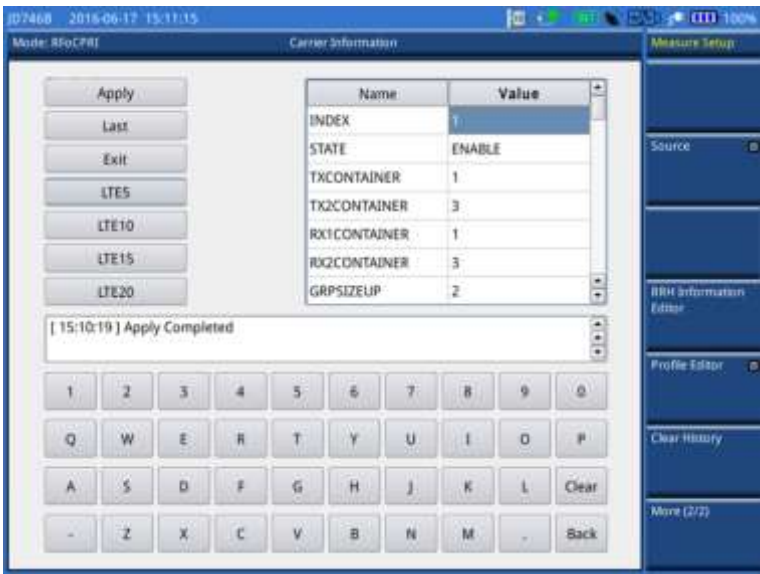 JD746B 2016-06-17 15:11:15 100%
Mode: RFoCPRI Carrier Information Measure Setup
Apply
Last
Exit
LTE5
LTE10
LTE15
LTE20
Name Value
INDEX 1
STATE ENABLE
TXCONTAINER 1
TX2CONTAINER 3
RX1CONTAINER 1
RX2CONTAINER 3
GRPSIZEUP 2
[ 15:10:19 ] Apply Completed
1 2 3 4 5 6 7 8 9 0
Q W E R T Y U I O P
A S D F G H J K L Clear
- Z X C V B N M . Back
Source
RRH Information
Editor
Profile Editor
Clear History
More (2/2)